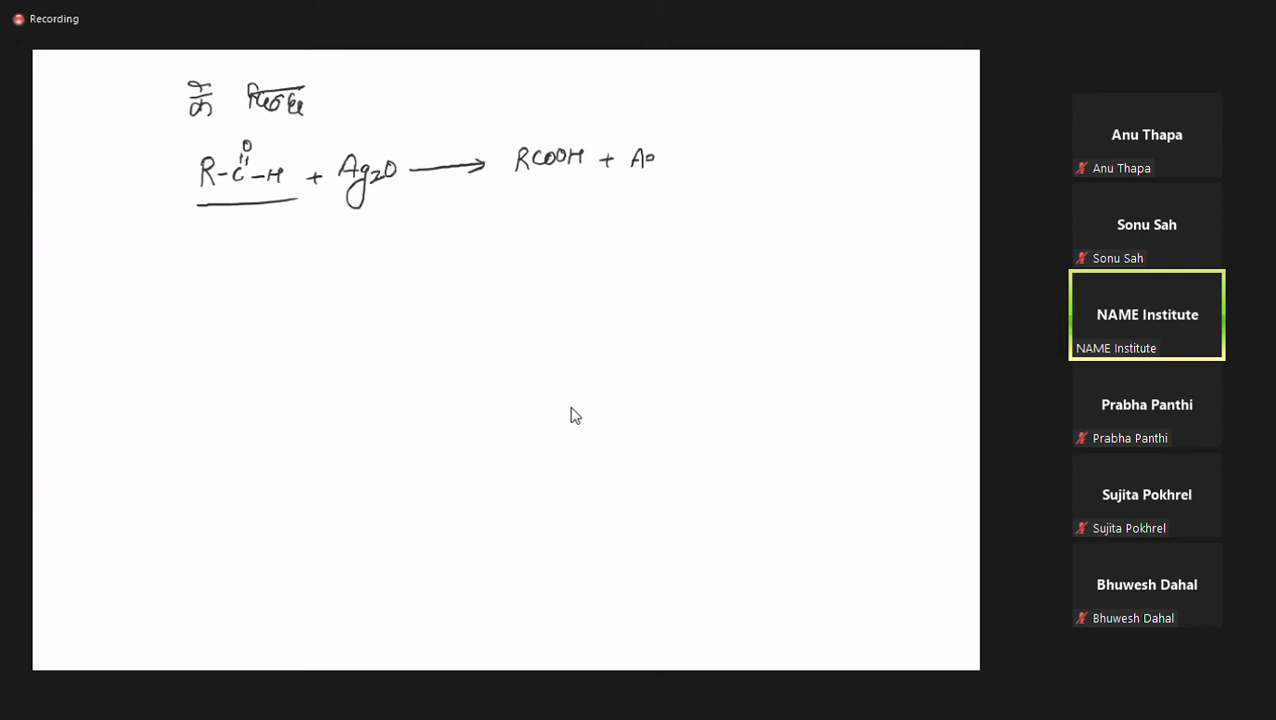 Recording
R-C-H + Ag₂O → RCOOH + A
O
Anu Thapa
Anu Thapa
Sonu Sah
Sonu Sah
NAME Institute
NAME Institute
Prabha Panthi
Prabha Panthi
Sujita Pokhrel
Sujita Pokhrel
Bhuwesh Dahal
Bhuwesh Dahal